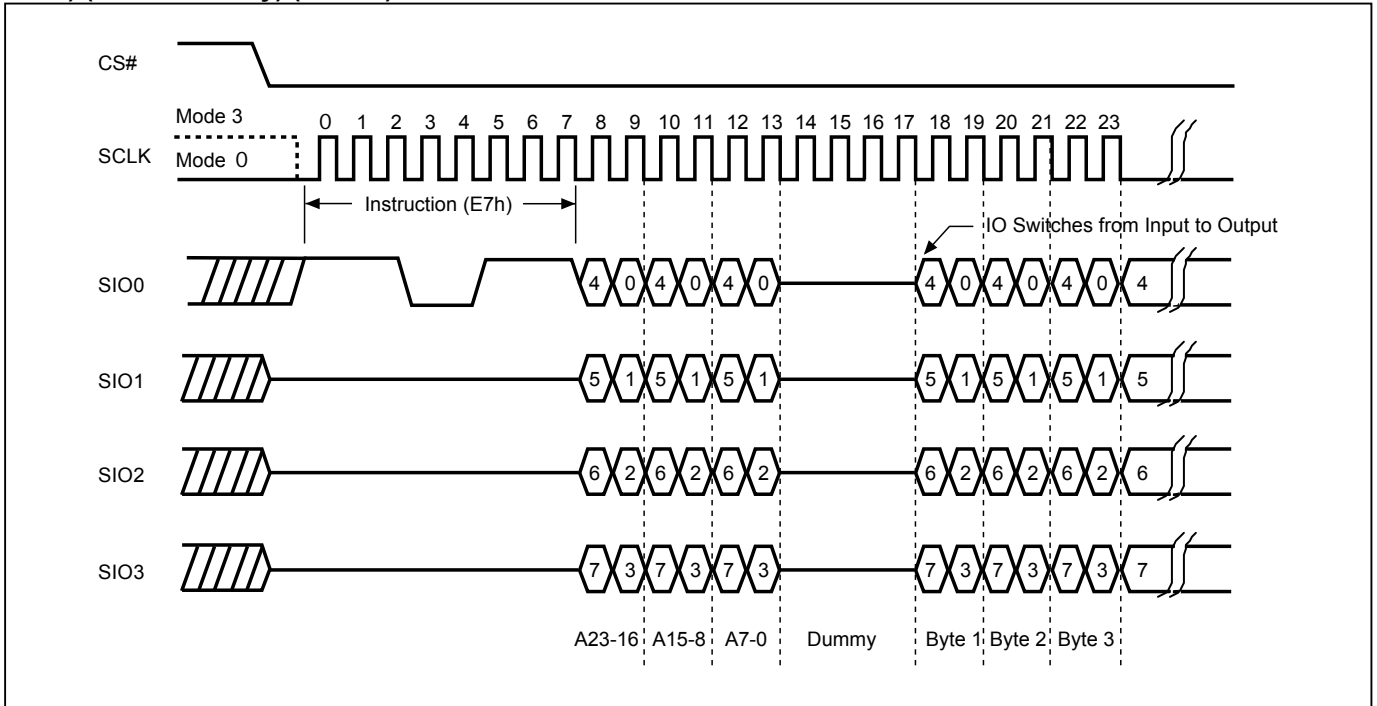 CS#
Mode 3
0 1 2 3 4 5 6 7 8 9 10 11 12 13 14 15 16 17 18 19 20 21 22 23
SCLK
Mode 0
Instruction (E7h)
IO Switches from Input to Output
SIO0
4 0 4 0 4 0 4 0 4 0 4 0 4
SIO1
5 1 5 1 5 1 5 1 5 1 5 1 5
SIO2
6 2 6 2 6 2 6 2 6 2 6 2 6
SIO3
7 3 7 3 7 3 7 3 7 3 7 3 7
A23-16 A15-8 A7-0 Dummy Byte 1 Byte 2 Byte 3